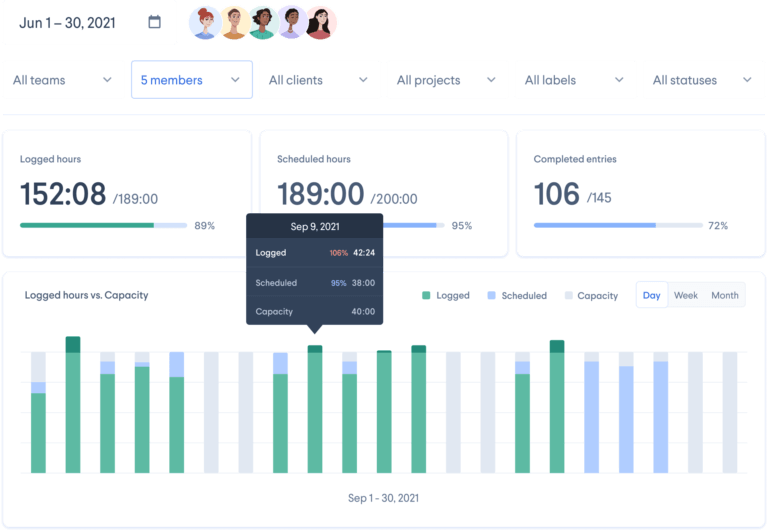 Jun 1 – 30, 2021
All teams
5 members
All clients
All projects
All labels
All statuses
Logged hours
152:08 /189:00
89%
Scheduled hours
189:00 /200:00
95%
Completed entries
106 /145
72%
Sep 9, 2021
Logged 106% 42:24
Scheduled 95% 38:00
Capacity 40:00
Logged hours vs. Capacity
Logged
Scheduled
Capacity
Day
Week
Month
Sep 1 - 30, 2021